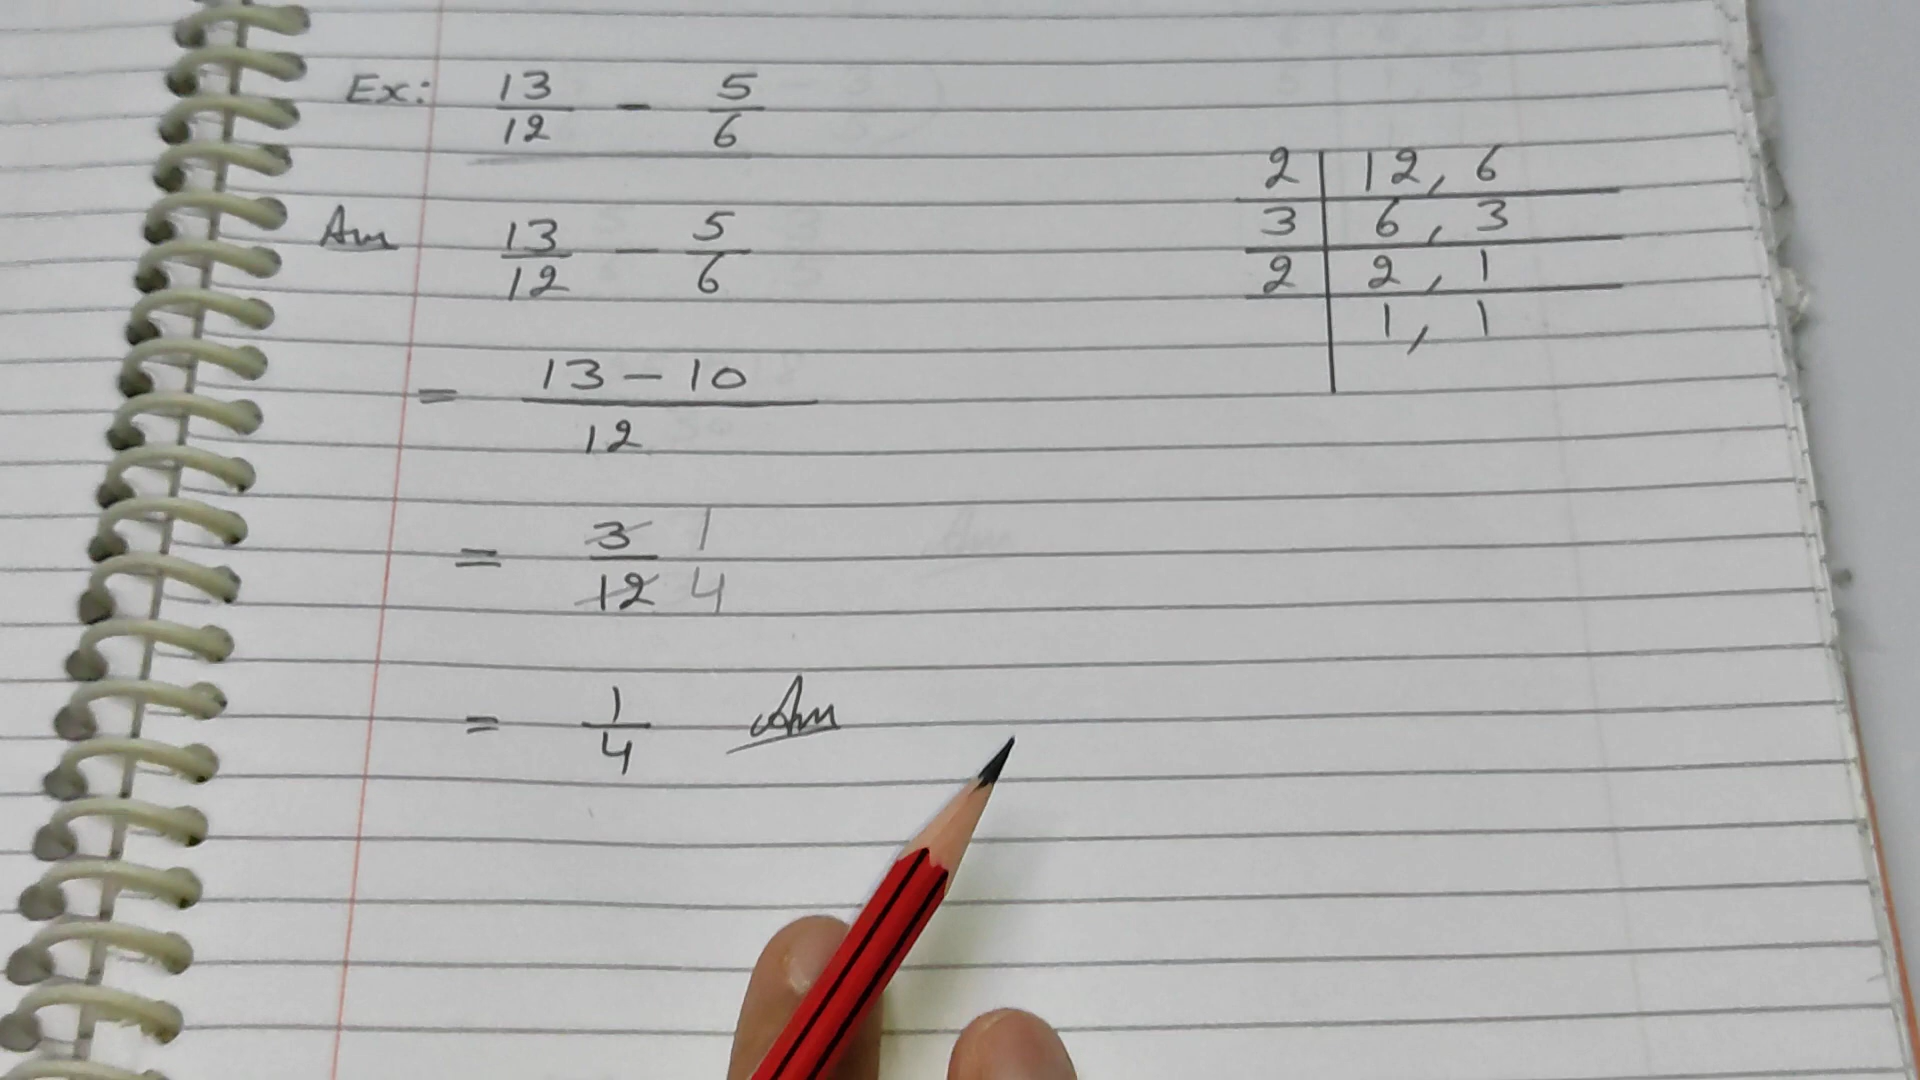 Ex: 13/12 - 5/6
Ans 13/12 - 5/6
= 13 - 10 / 12
= 3/12 1/4
= 1/4 Ans
2 | 12, 6
3 | 6, 3
2 | 2, 1
1, 1